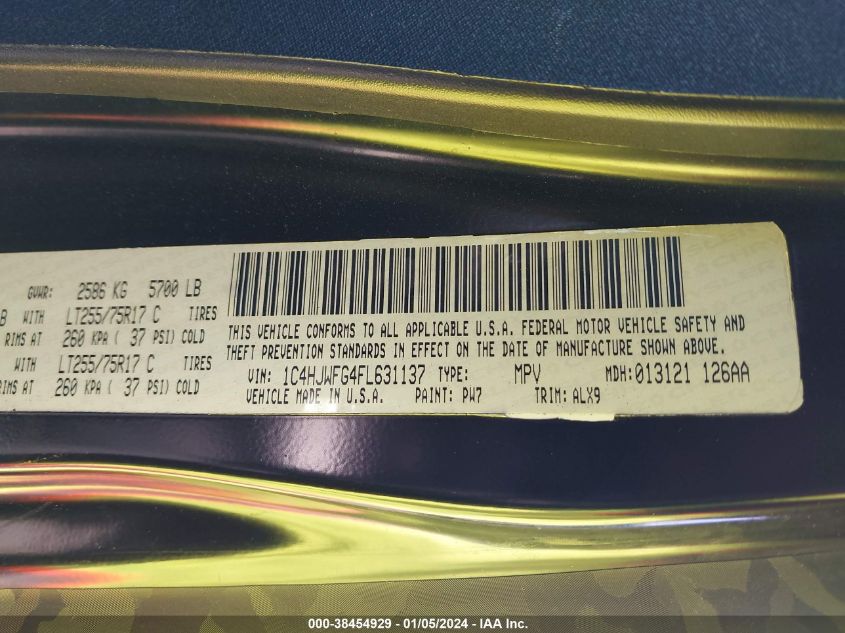 GVWR: 2586 KG 5700 LB
B WITH LT255/75R17 C TIRES
RIMS AT 260 KPA ( 37 PSI) COLD
WITH LT255/75R17 C TIRES
RIMS AT 260 KPA ( 37 PSI) COLD
THIS VEHICLE CONFORMS TO ALL APPLICABLE U.S.A. FEDERAL MOTOR VEHICLE SAFETY AND
THEFT PREVENTION STANDARDS IN EFFECT ON THE DATE OF MANUFACTURE SHOWN ABOVE.
VIN: 1C4HJWFG4FL631137 TYPE: MPV MDH: 013121 126AA
VEHICLE MADE IN U.S.A. PAINT: PW7 TRIM: ALX9
000-38454929 - 01/05/2024 - IAA Inc.